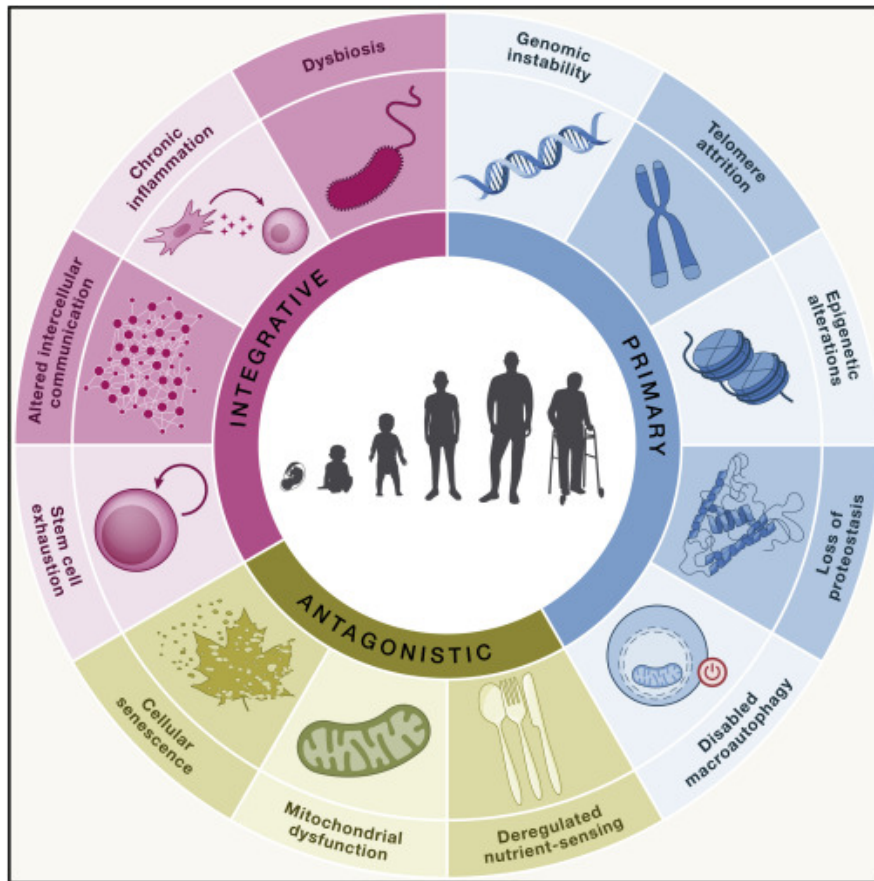 Dysbiosis
Genomic
instability
Telomere
attrition
Epigenetic
alterations
Loss of
proteostasis
Disabled
macroautophagy
Deregulated
nutrient-sensing
Mitochondrial
dysfunction
Cellular
senescence
Stem cell
exhaustion
Altered intercellular
communication
Chronic
inflammation
INTEGRATIVE
PRIMARY
ANTAGONISTIC